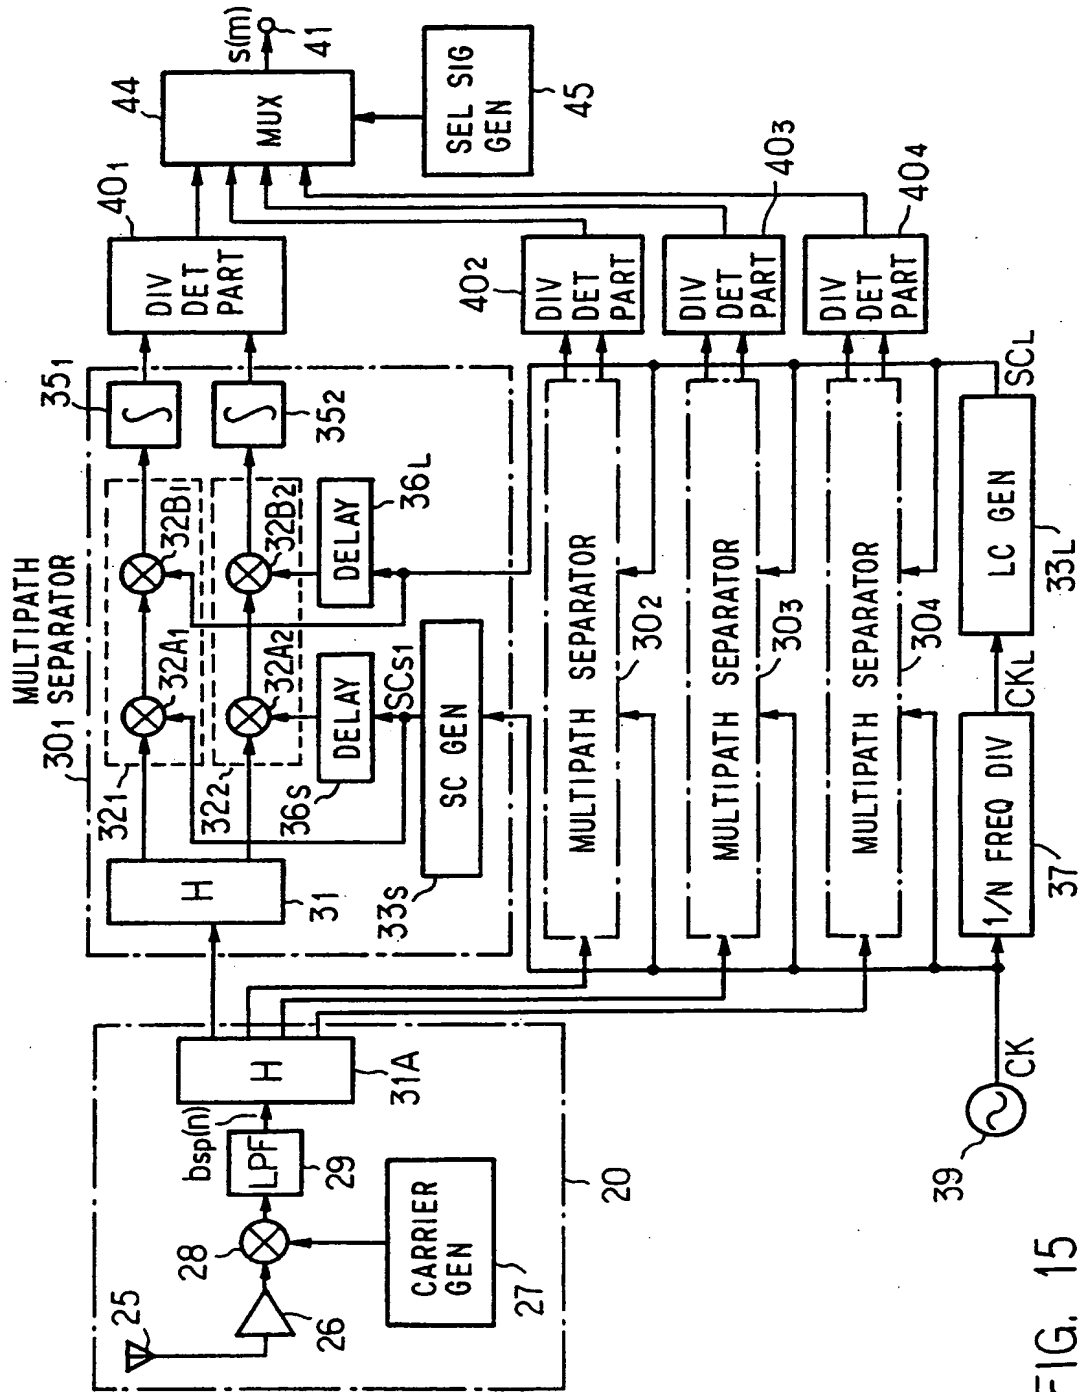 25
26
27
28
29
20
CARRIER
GEN
LPF
bsp(n)
H
31A
MULTIPATH
SEPARATOR
301
H
31
321
322
32A1
32B1
32A2
32B2
351
352
∫
∫
DELAY
36S
DELAY
36L
SCS1
SC GEN
33S
MULTIPATH SEPARATOR
302
MULTIPATH SEPARATOR
303
MULTIPATH SEPARATOR
304
39
CK
1/N FREQ DIV
37
CKL
LC GEN
33L
SCL
DIV
DET
PART
401
DIV
DET
PART
402
DIV
DET
PART
403
DIV
DET
PART
404
MUX
44
SEL SIG
GEN
45
s(m)
41
FIG. 15